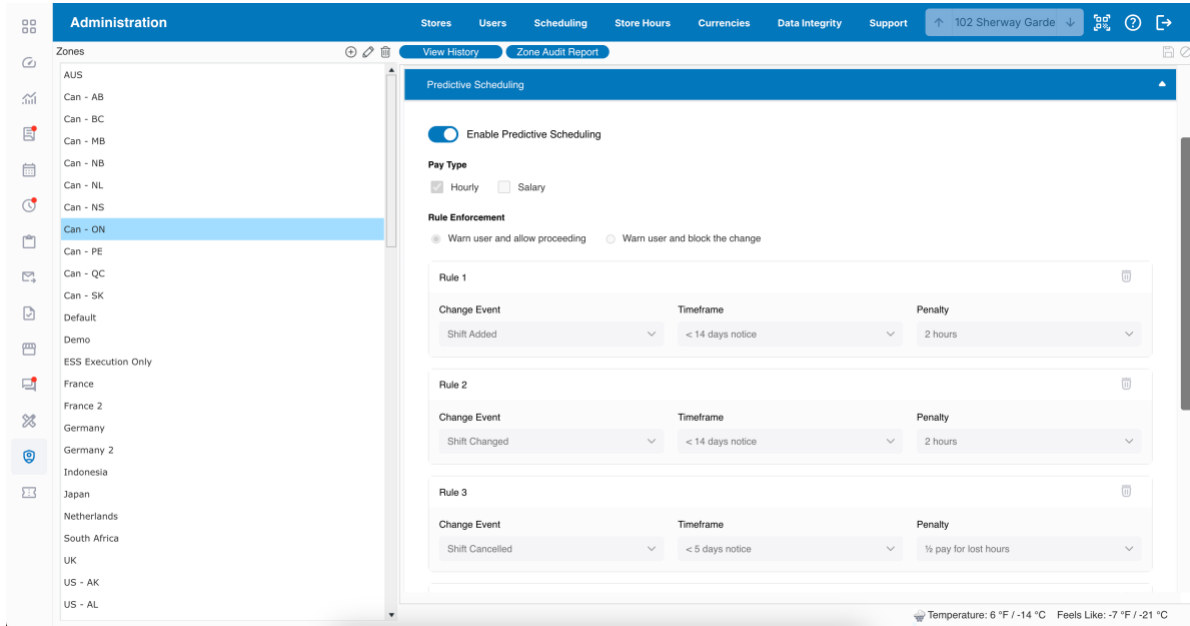 Administration
Stores Users Scheduling Store Hours Currencies Data Integrity Support 102 Sherway Garde
Zones
View History Zone Audit Report
AUS
Can - AB
Can - BC
Can - MB
Can - NB
Can - NL
Can - NS
Can - ON
Can - PE
Can - QC
Can - SK
Default
Demo
ESS Execution Only
France
France 2
Germany
Germany 2
Indonesia
Japan
Netherlands
South Africa
UK
US - AK
US - AL
Predictive Scheduling
Enable Predictive Scheduling
Pay Type
Hourly Salary
Rule Enforcement
Warn user and allow proceeding Warn user and block the change
Rule 1
Change Event Timeframe Penalty
Shift Added < 14 days notice 2 hours
Rule 2
Change Event Timeframe Penalty
Shift Changed < 14 days notice 2 hours
Rule 3
Change Event Timeframe Penalty
Shift Cancelled < 5 days notice ½ pay for lost hours
Temperature: 6 °F / -14 °C Feels Like: -7 °F / -21 °C